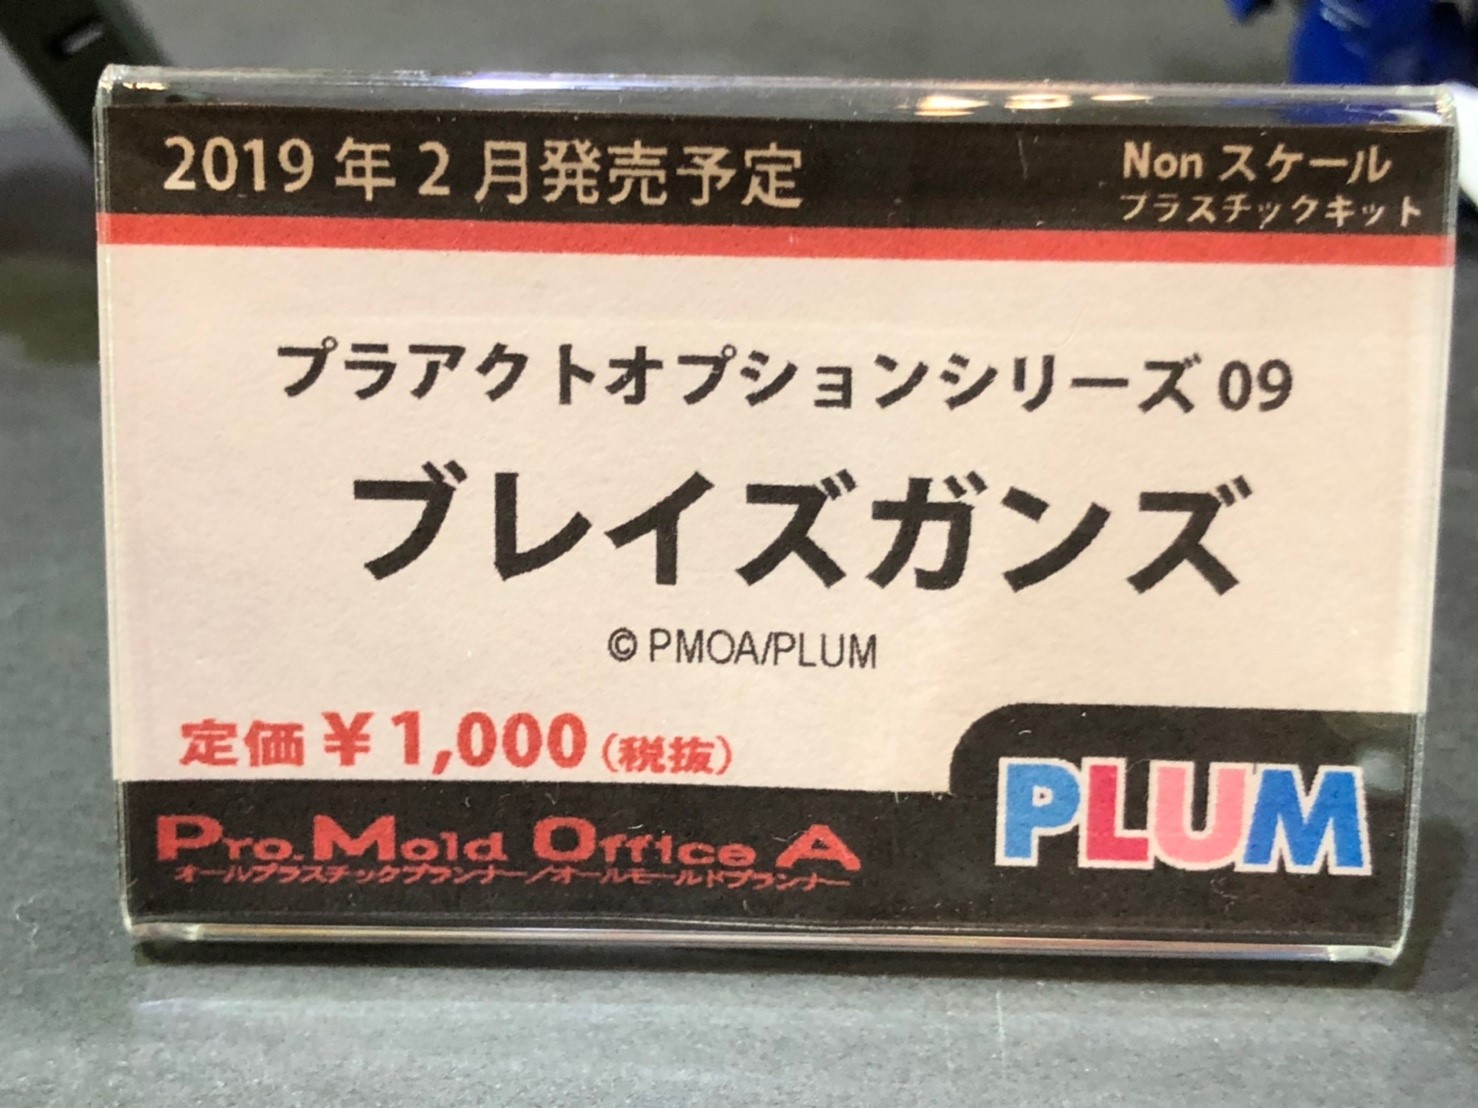 2019年2月発売予定
Nonスケール
プラスチックキット
プラアクトオプションシリーズ09
ブレイズガンズ
© PMOA/PLUM
定価¥1,000(税抜)
Pro. Mold Office A
オールプラスチックプランナー/オールモールドプランナー
PLUM